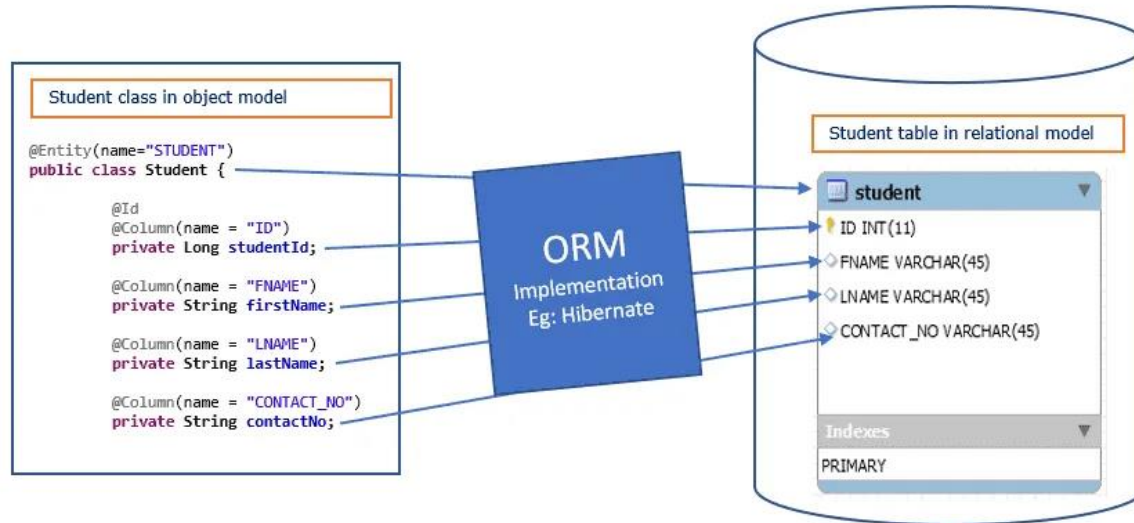 Student class in object model
@Entity(name="STUDENT")
public class Student {
@Id
@Column(name = "ID")
private Long studentId;
@Column(name = "FNAME")
private String firstName;
@Column(name = "LNAME")
private String lastName;
@Column(name = "CONTACT_NO")
private String contactNo;
ORM
Implementation
Eg: Hibernate
Student table in relational model
student
ID INT(11)
FNAME VARCHAR(45)
LNAME VARCHAR(45)
CONTACT_NO VARCHAR(45)
Indexes
PRIMARY